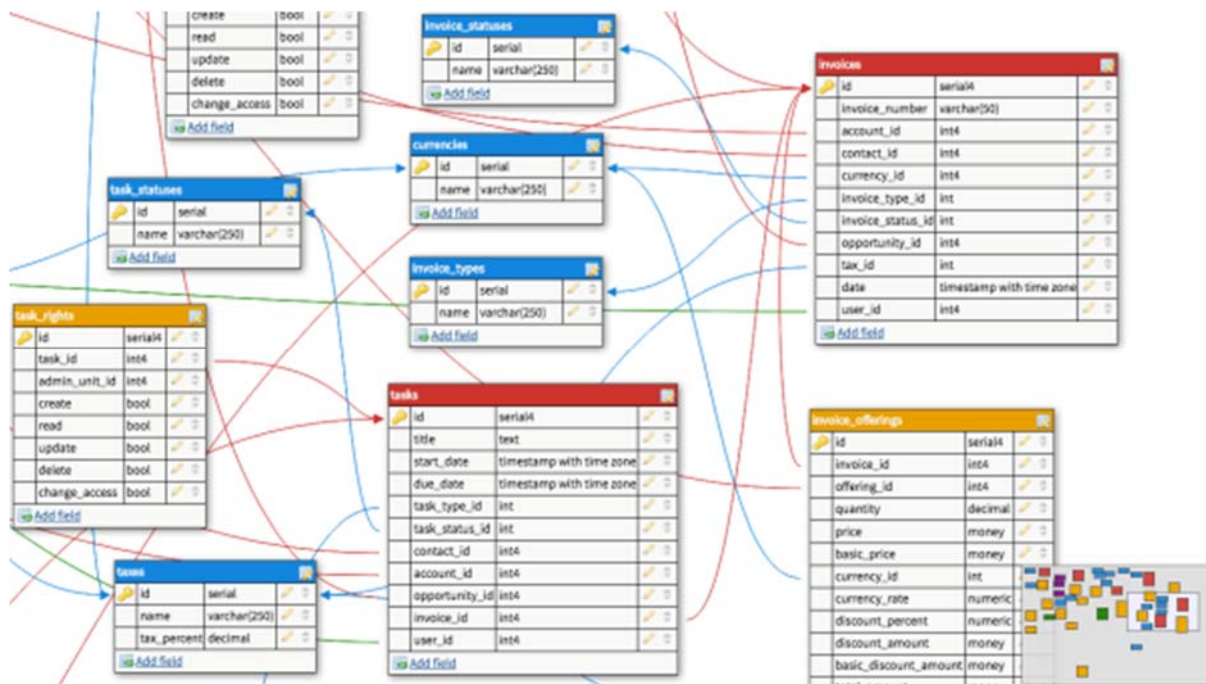 create bool
read bool
update bool
delete bool
change_access bool
Add field
invoice_statuses
id serial
name varchar(250)
Add field
invoices
id serial4
invoice_number varchar(50)
account_id int4
contact_id int4
currency_id int4
invoice_type_id int
invoice_status_id int
opportunity_id int4
tax_id int
date timestamp with time zone
user_id int4
Add field
currencies
id serial
name varchar(250)
Add field
task_statuses
id serial
name varchar(250)
Add field
invoice_types
id serial
name varchar(250)
Add field
task_rights
id serial4
task_id int4
admin_unit_id int4
create bool
read bool
update bool
delete bool
change_access bool
Add field
tasks
id serial4
title text
start_date timestamp with time zone
due_date timestamp with time zone
task_type_id int
task_status_id int
contact_id int4
account_id int4
opportunity_id int4
invoice_id int4
user_id int4
Add field
invoice_offerings
id serial4
invoice_id int4
offering_id int4
quantity decimal
price money
basic_price money
currency_id int
currency_rate numeric
discount_percent numeric
discount_amount money
basic_discount_amount money
taxes
id serial
name varchar(250)
tax_percent decimal
Add field